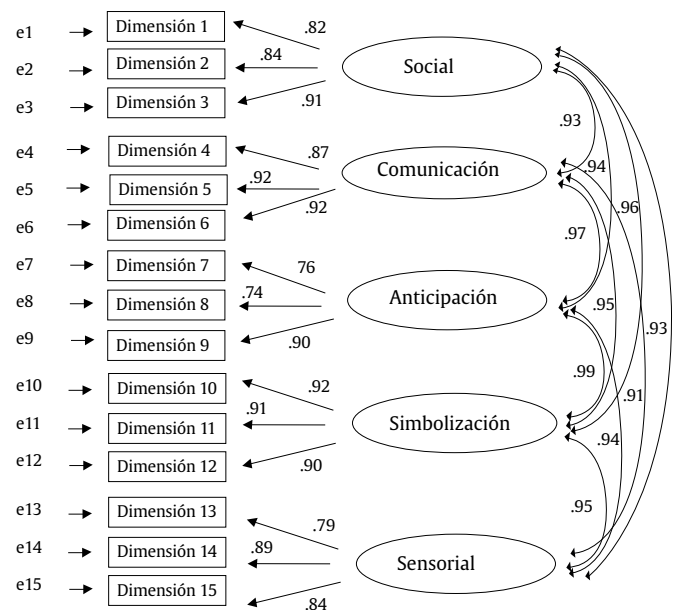 e1 Dimensión 1 .82
e2 Dimensión 2 .84 Social
e3 Dimensión 3 .91
.93
e4 Dimensión 4 .87
.94
e5 Dimensión 5 .92 Comunicación
e6 Dimensión 6 .92
.96
.97
e7 Dimensión 7 76
e8 Dimensión 8 .74 Anticipación
.95
e9 Dimensión 9 .90
.93
.99
e10 Dimensión 10 .92
.91
e11 Dimensión 11 .91 Simbolización
.94
e12 Dimensión 12 .90
.95
e13 Dimensión 13 .79
e14 Dimensión 14 .89 Sensorial
e15 Dimensión 15 .84